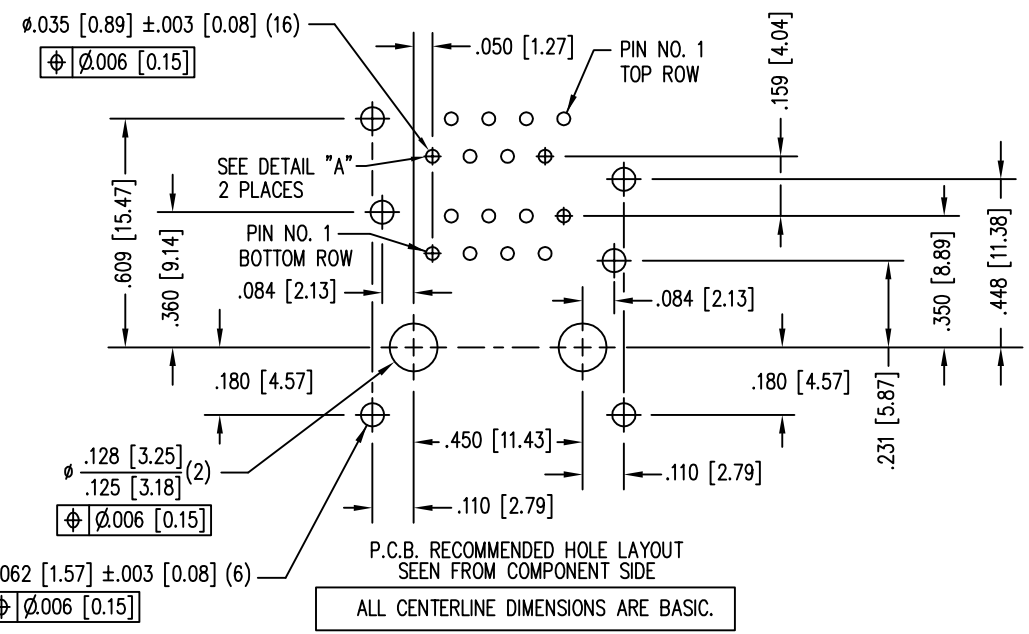 ø.035 [0.89] ±.003 [0.08] (16)
⌖ Ø.006 [0.15]
.050 [1.27]
PIN NO. 1
TOP ROW
.159 [4.04]
SEE DETAIL "A"
2 PLACES
.609 [15.47]
.360 [9.14]
PIN NO. 1
BOTTOM ROW
.084 [2.13]
.084 [2.13]
.350 [8.89]
.448 [11.38]
.180 [4.57]
.180 [4.57]
.231 [5.87]
.450 [11.43]
ø .128 [3.25]
.125 [3.18] (2)
⌖ Ø.006 [0.15]
.110 [2.79]
.110 [2.79]
P.C.B. RECOMMENDED HOLE LAYOUT
SEEN FROM COMPONENT SIDE
062 [1.57] ±.003 [0.08] (6)
⌖ Ø.006 [0.15]
ALL CENTERLINE DIMENSIONS ARE BASIC.